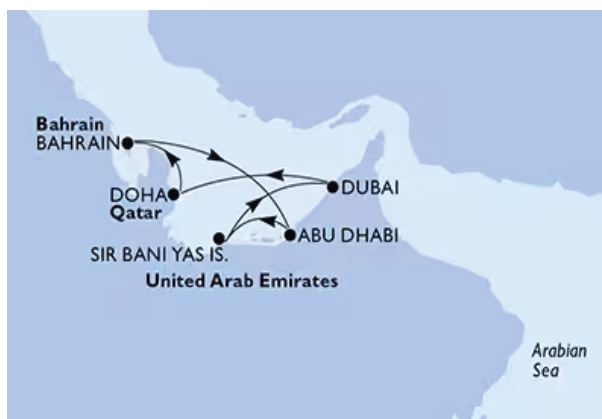 Bahrain
BAHRAIN
DOHA
Qatar
DUBAI
ABU DHABI
SIR BANI YAS IS.
United Arab Emirates
Arabian
Sea